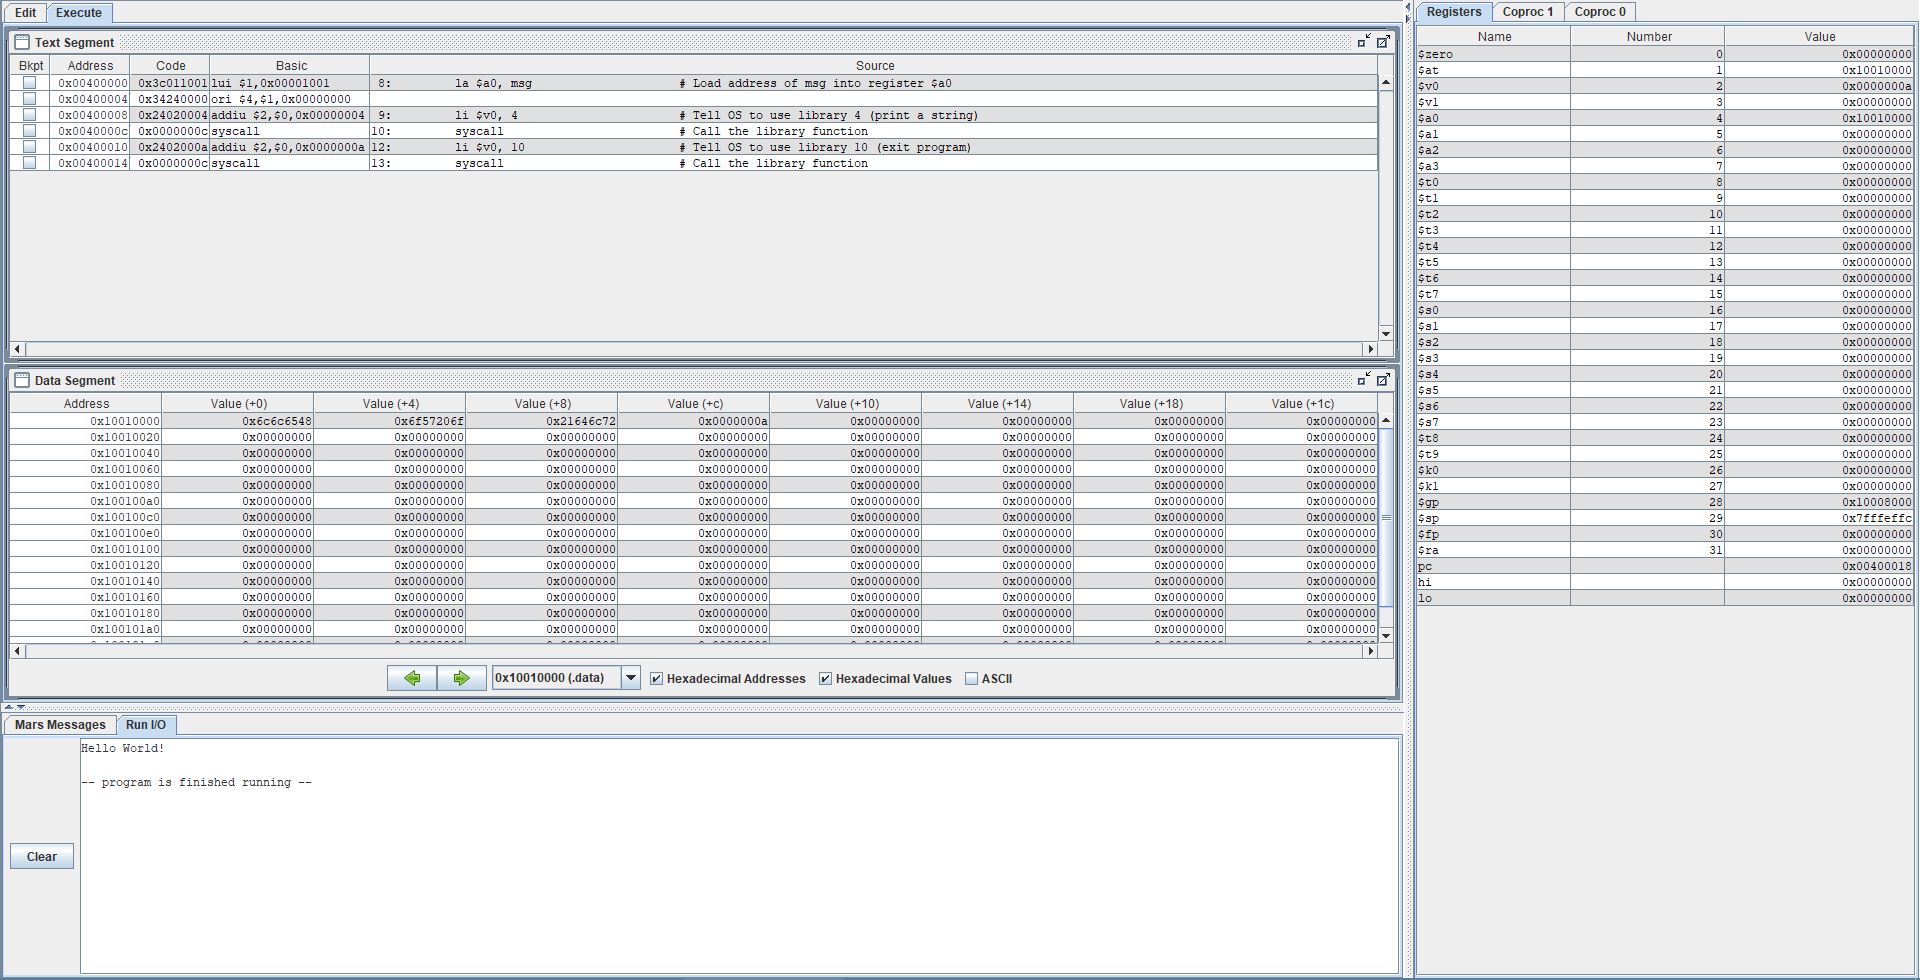 Edit Execute
Text Segment
Bkpt Address Code Basic Source
0x00400000 0x3c011001 lui $1,0x00001001 8: la $a0, msg # Load address of msg into register $a0
0x00400004 0x34240000 ori $4,$1,0x00000000
0x00400008 0x24020004 addiu $2,$0,0x00000004 9: li $v0, 4 # Tell OS to use library 4 (print a string)
0x0040000c 0x0000000c syscall 10: syscall # Call the library function
0x00400010 0x2402000a addiu $2,$0,0x0000000a 12: li $v0, 10 # Tell OS to use library 10 (exit program)
0x00400014 0x0000000c syscall 13: syscall # Call the library function
Data Segment
Address Value (+0) Value (+4) Value (+8) Value (+c) Value (+10) Value (+14) Value (+18) Value (+1c)
0x10010000 0x6c6c6548 0x6f57206f 0x21646c72 0x0000000a 0x00000000 0x00000000 0x00000000 0x00000000
0x10010020 0x00000000 0x00000000 0x00000000 0x00000000 0x00000000 0x00000000 0x00000000 0x00000000
0x10010040 0x00000000 0x00000000 0x00000000 0x00000000 0x00000000 0x00000000 0x00000000 0x00000000
0x10010060 0x00000000 0x00000000 0x00000000 0x00000000 0x00000000 0x00000000 0x00000000 0x00000000
0x10010080 0x00000000 0x00000000 0x00000000 0x00000000 0x00000000 0x00000000 0x00000000 0x00000000
0x100100a0 0x00000000 0x00000000 0x00000000 0x00000000 0x00000000 0x00000000 0x00000000 0x00000000
0x100100c0 0x00000000 0x00000000 0x00000000 0x00000000 0x00000000 0x00000000 0x00000000 0x00000000
0x100100e0 0x00000000 0x00000000 0x00000000 0x00000000 0x00000000 0x00000000 0x00000000 0x00000000
0x10010100 0x00000000 0x00000000 0x00000000 0x00000000 0x00000000 0x00000000 0x00000000 0x00000000
0x10010120 0x00000000 0x00000000 0x00000000 0x00000000 0x00000000 0x00000000 0x00000000 0x00000000
0x10010140 0x00000000 0x00000000 0x00000000 0x00000000 0x00000000 0x00000000 0x00000000 0x00000000
0x10010160 0x00000000 0x00000000 0x00000000 0x00000000 0x00000000 0x00000000 0x00000000 0x00000000
0x10010180 0x00000000 0x00000000 0x00000000 0x00000000 0x00000000 0x00000000 0x00000000 0x00000000
0x100101a0 0x00000000 0x00000000 0x00000000 0x00000000 0x00000000 0x00000000 0x00000000 0x00000000
0x10010000 (.data) Hexadecimal Addresses Hexadecimal Values ASCII
Mars Messages Run I/O
Hello World!
-- program is finished running --
Clear
Registers Coproc 1 Coproc 0
Name Number Value
$zero 0 0x00000000
$at 1 0x10010000
$v0 2 0x0000000a
$v1 3 0x00000000
$a0 4 0x10010000
$a1 5 0x00000000
$a2 6 0x00000000
$a3 7 0x00000000
$t0 8 0x00000000
$t1 9 0x00000000
$t2 10 0x00000000
$t3 11 0x00000000
$t4 12 0x00000000
$t5 13 0x00000000
$t6 14 0x00000000
$t7 15 0x00000000
$s0 16 0x00000000
$s1 17 0x00000000
$s2 18 0x00000000
$s3 19 0x00000000
$s4 20 0x00000000
$s5 21 0x00000000
$s6 22 0x00000000
$s7 23 0x00000000
$t8 24 0x00000000
$t9 25 0x00000000
$k0 26 0x00000000
$k1 27 0x00000000
$gp 28 0x10008000
$sp 29 0x7fffeffc
$fp 30 0x00000000
$ra 31 0x00000000
pc 0x00400018
hi 0x00000000
lo 0x00000000